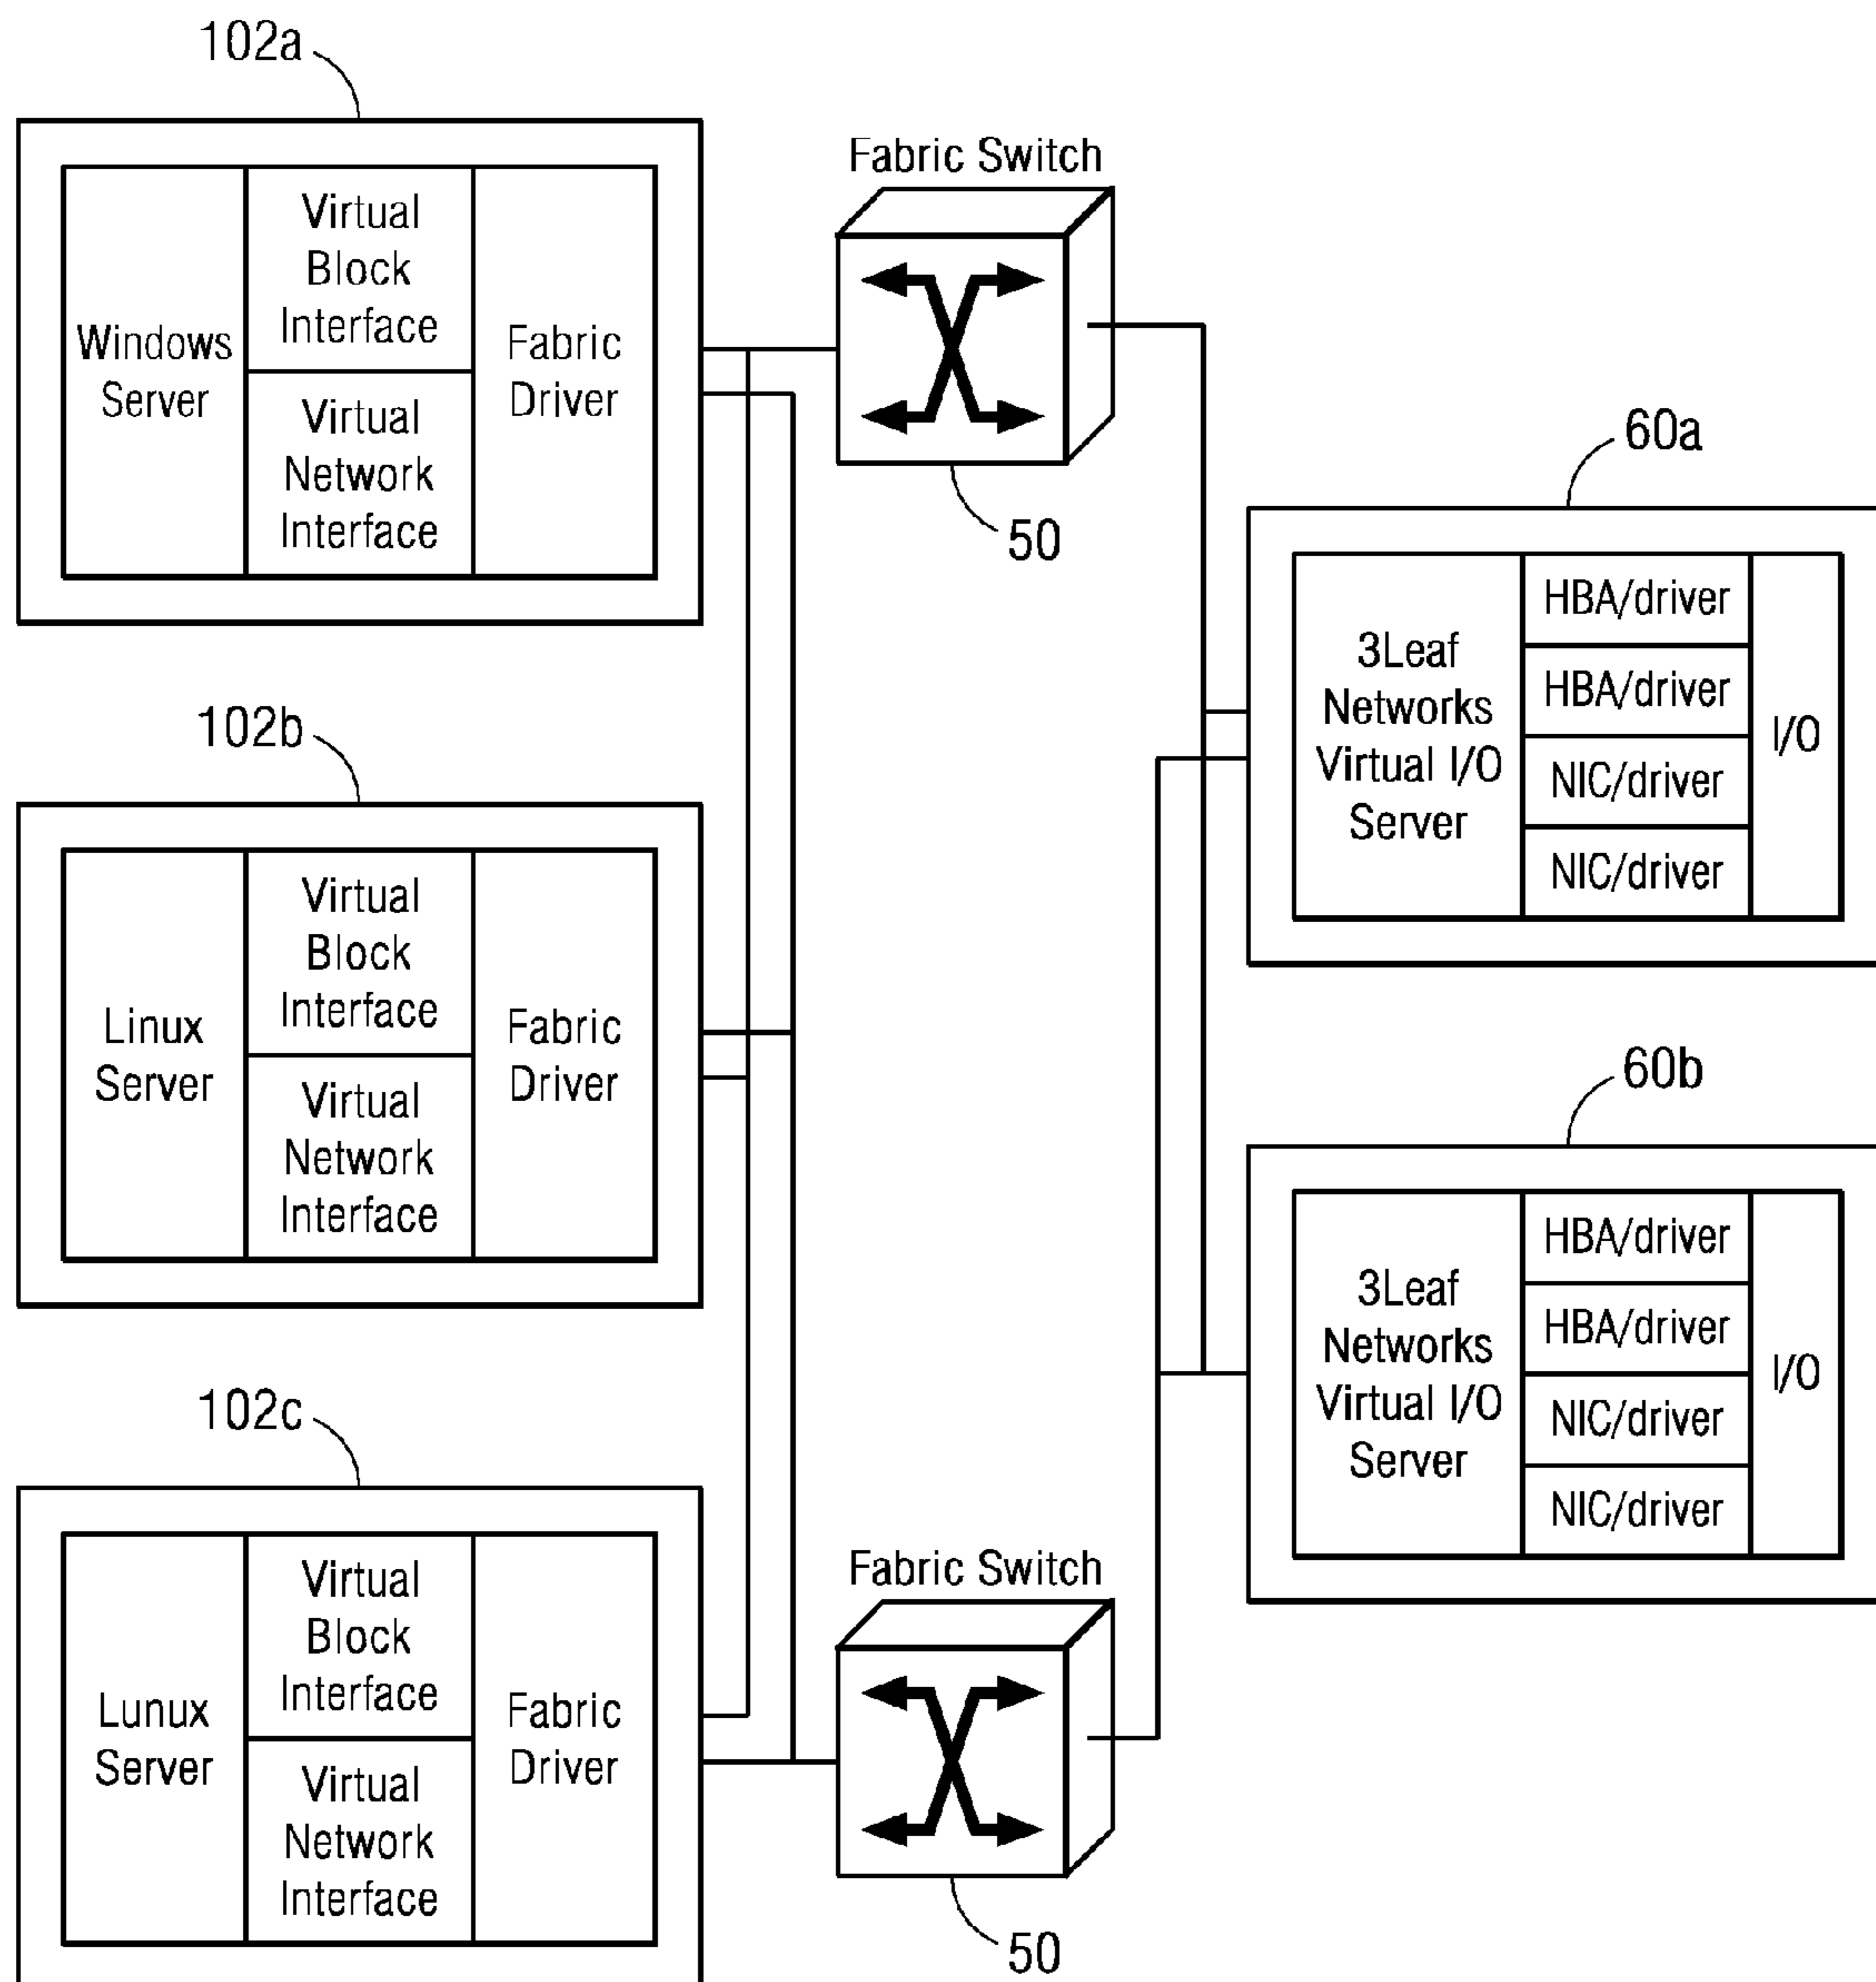 102a
Windows
Server
Virtual
Block
Interface
Virtual
Network
Interface
Fabric
Driver
Fabric Switch
50
102b
Linux
Server
Virtual
Block
Interface
Virtual
Network
Interface
Fabric
Driver
102c
Lunux
Server
Virtual
Block
Interface
Virtual
Network
Interface
Fabric
Driver
Fabric Switch
50
60a
3Leaf
Networks
Virtual I/O
Server
HBA/driver
HBA/driver
NIC/driver
NIC/driver
I/O
60b
3Leaf
Networks
Virtual I/O
Server
HBA/driver
HBA/driver
NIC/driver
NIC/driver
I/O